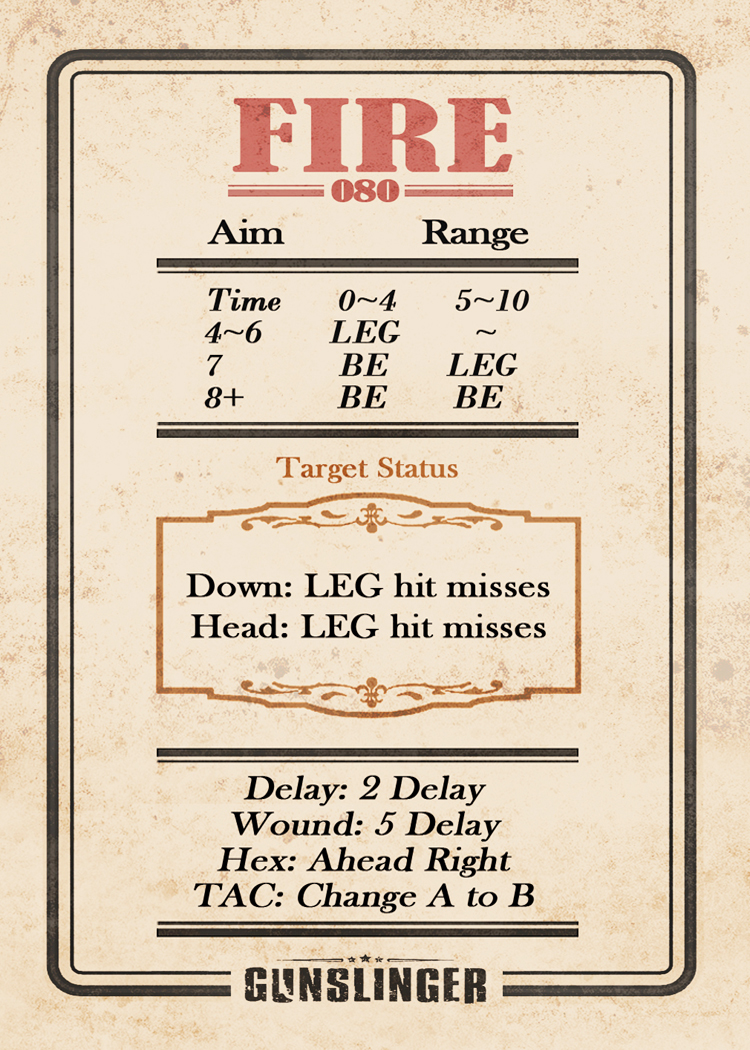 FIRE
080
Aim Range
Time 0~4 5~10
4~6 LEG ~
7 BE LEG
8+ BE BE
Target Status
Down: LEG hit misses
Head: LEG hit misses
Delay: 2 Delay
Wound: 5 Delay
Hex: Ahead Right
TAC: Change A to B
GUNSLINGER